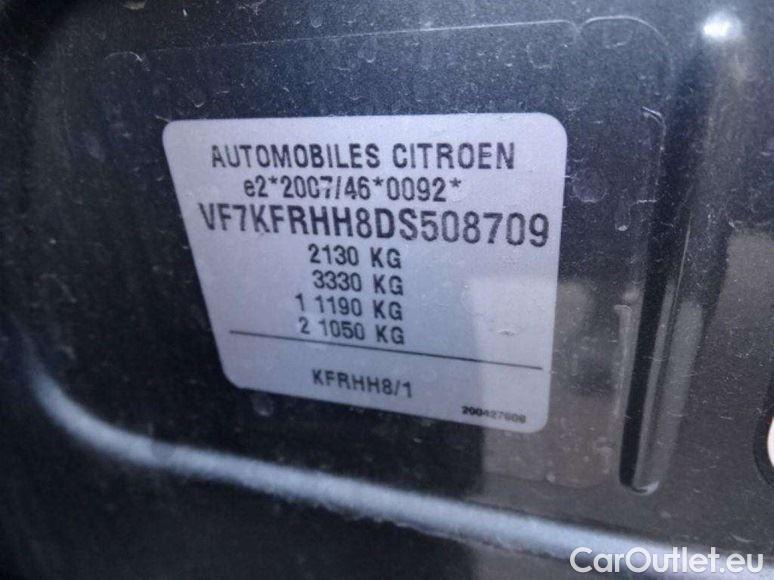 AUTOMOBILES CITROEN
e2*2007/46*0092*
VF7KFRHH8DS508709
2130 KG
3330 KG
1 1190 KG
2 1050 KG
KFRHH8/1
CarOutlet.eu